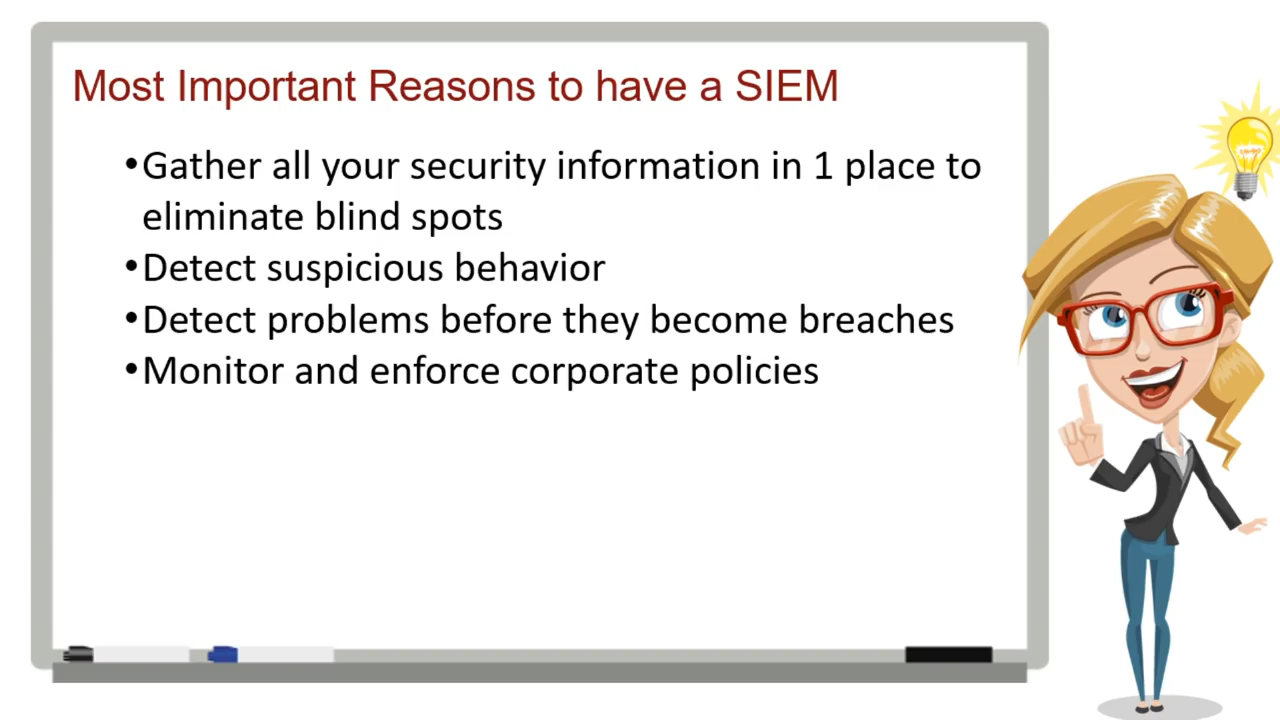 Most Important Reasons to have a SIEM
•Gather all your security information in 1 place to
eliminate blind spots
•Detect suspicious behavior
•Detect problems before they become breaches
•Monitor and enforce corporate policies